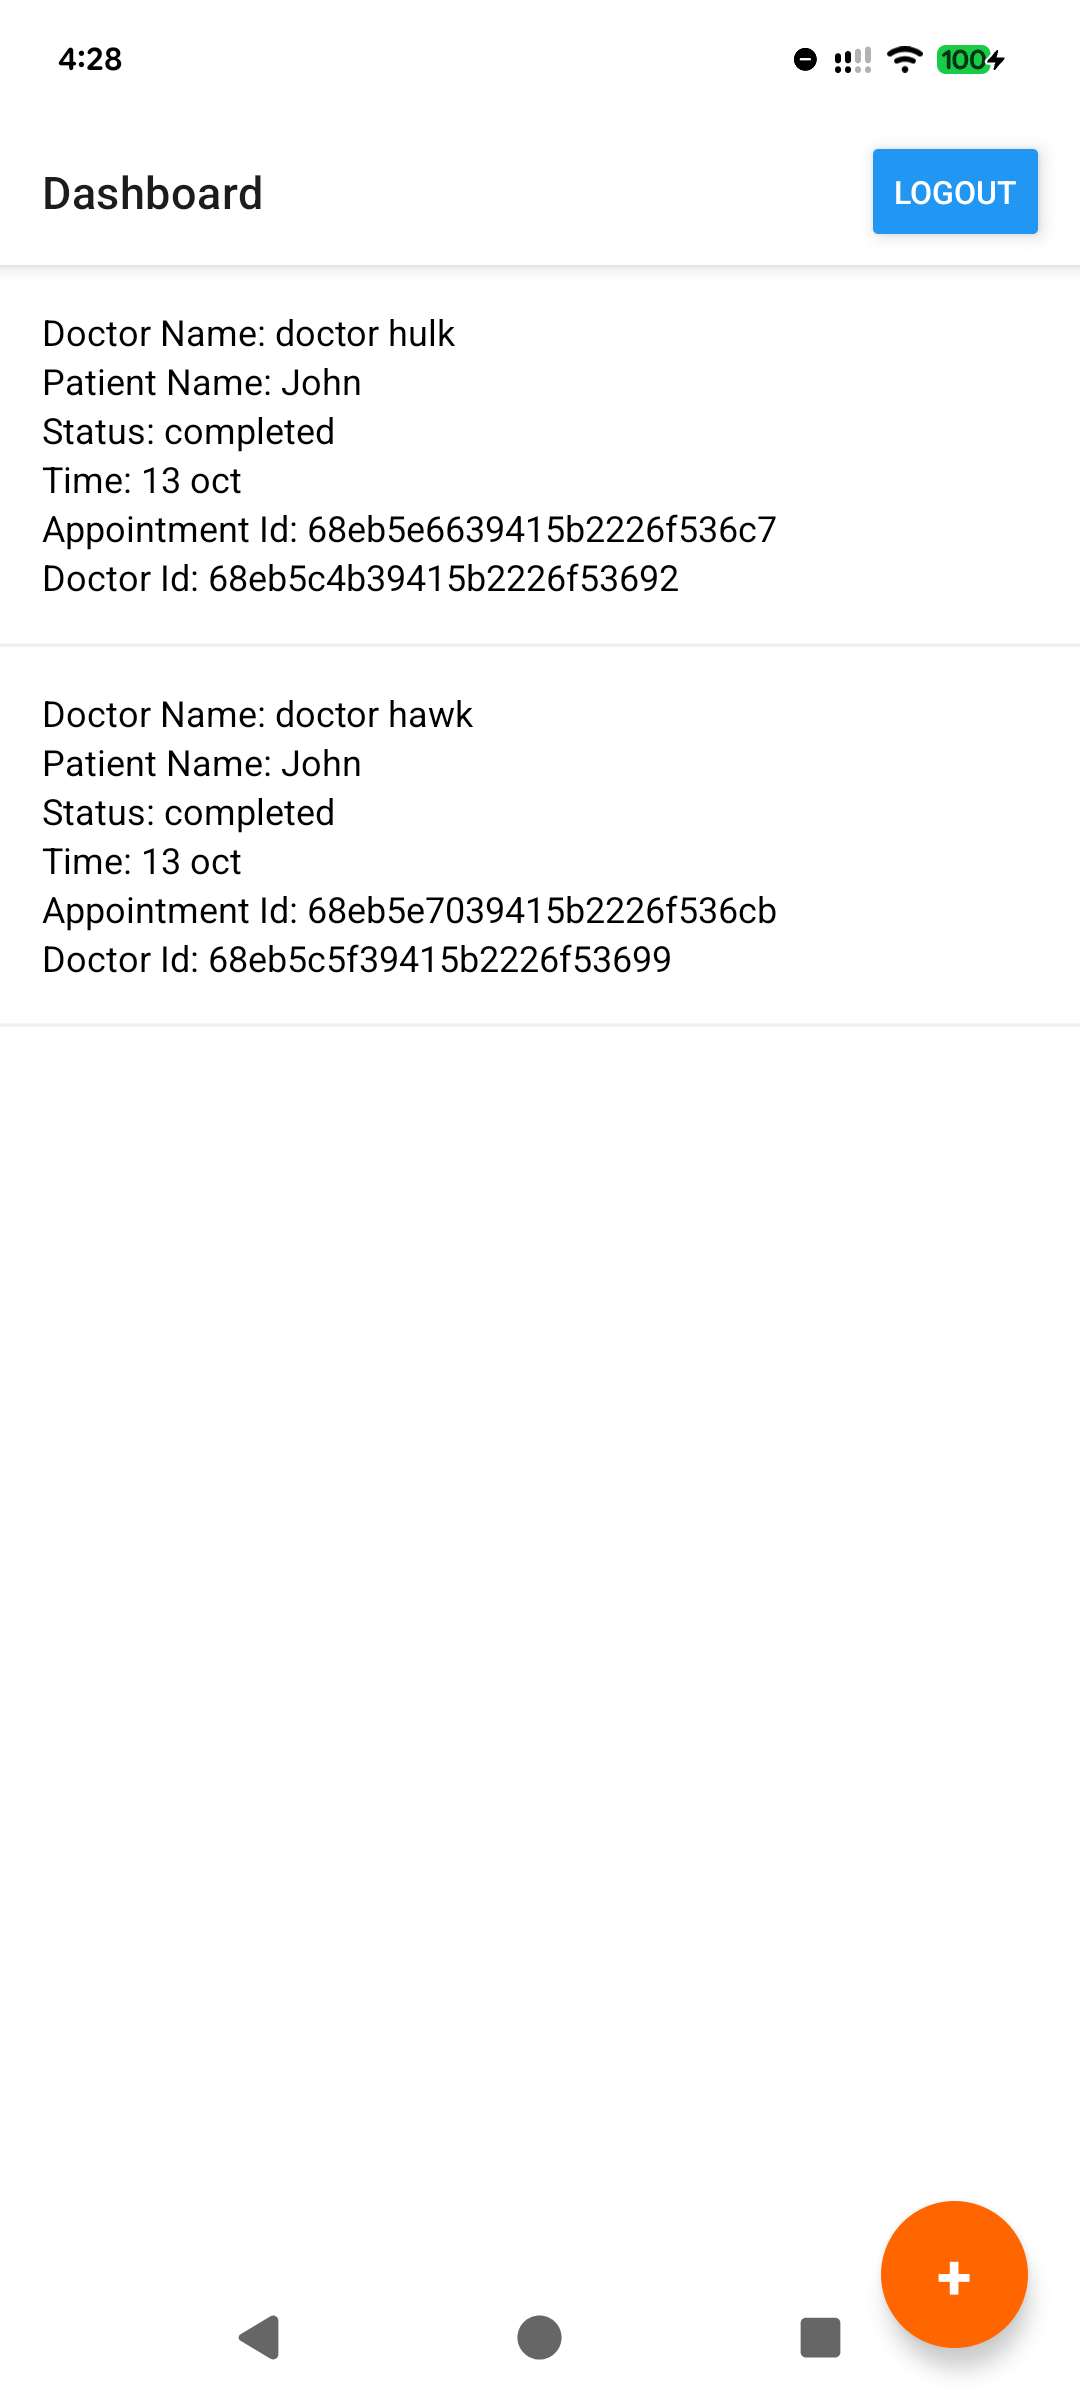 4:28
100
Dashboard
LOGOUT
Doctor Name: doctor hulk
Patient Name: John
Status: completed
Time: 13 oct
Appointment Id: 68eb5e6639415b2226f536c7
Doctor Id: 68eb5c4b39415b2226f53692
Doctor Name: doctor hawk
Patient Name: John
Status: completed
Time: 13 oct
Appointment Id: 68eb5e7039415b2226f536cb
Doctor Id: 68eb5c5f39415b2226f53699
+